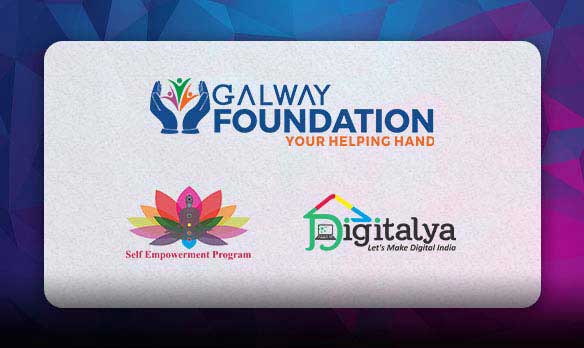 GALWAY
FOUNDATION
YOUR HELPING HAND
Self Empowerment Program
Digitalya
Let's Make Digital India